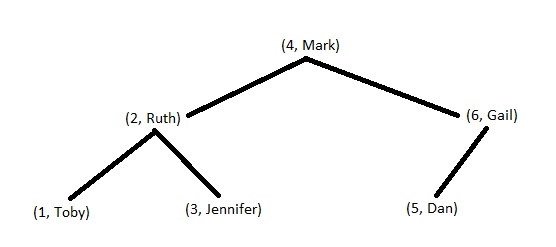 (4, Mark)
(2, Ruth)
(6, Gail)
(1, Toby)
(3, Jennifer)
(5, Dan)